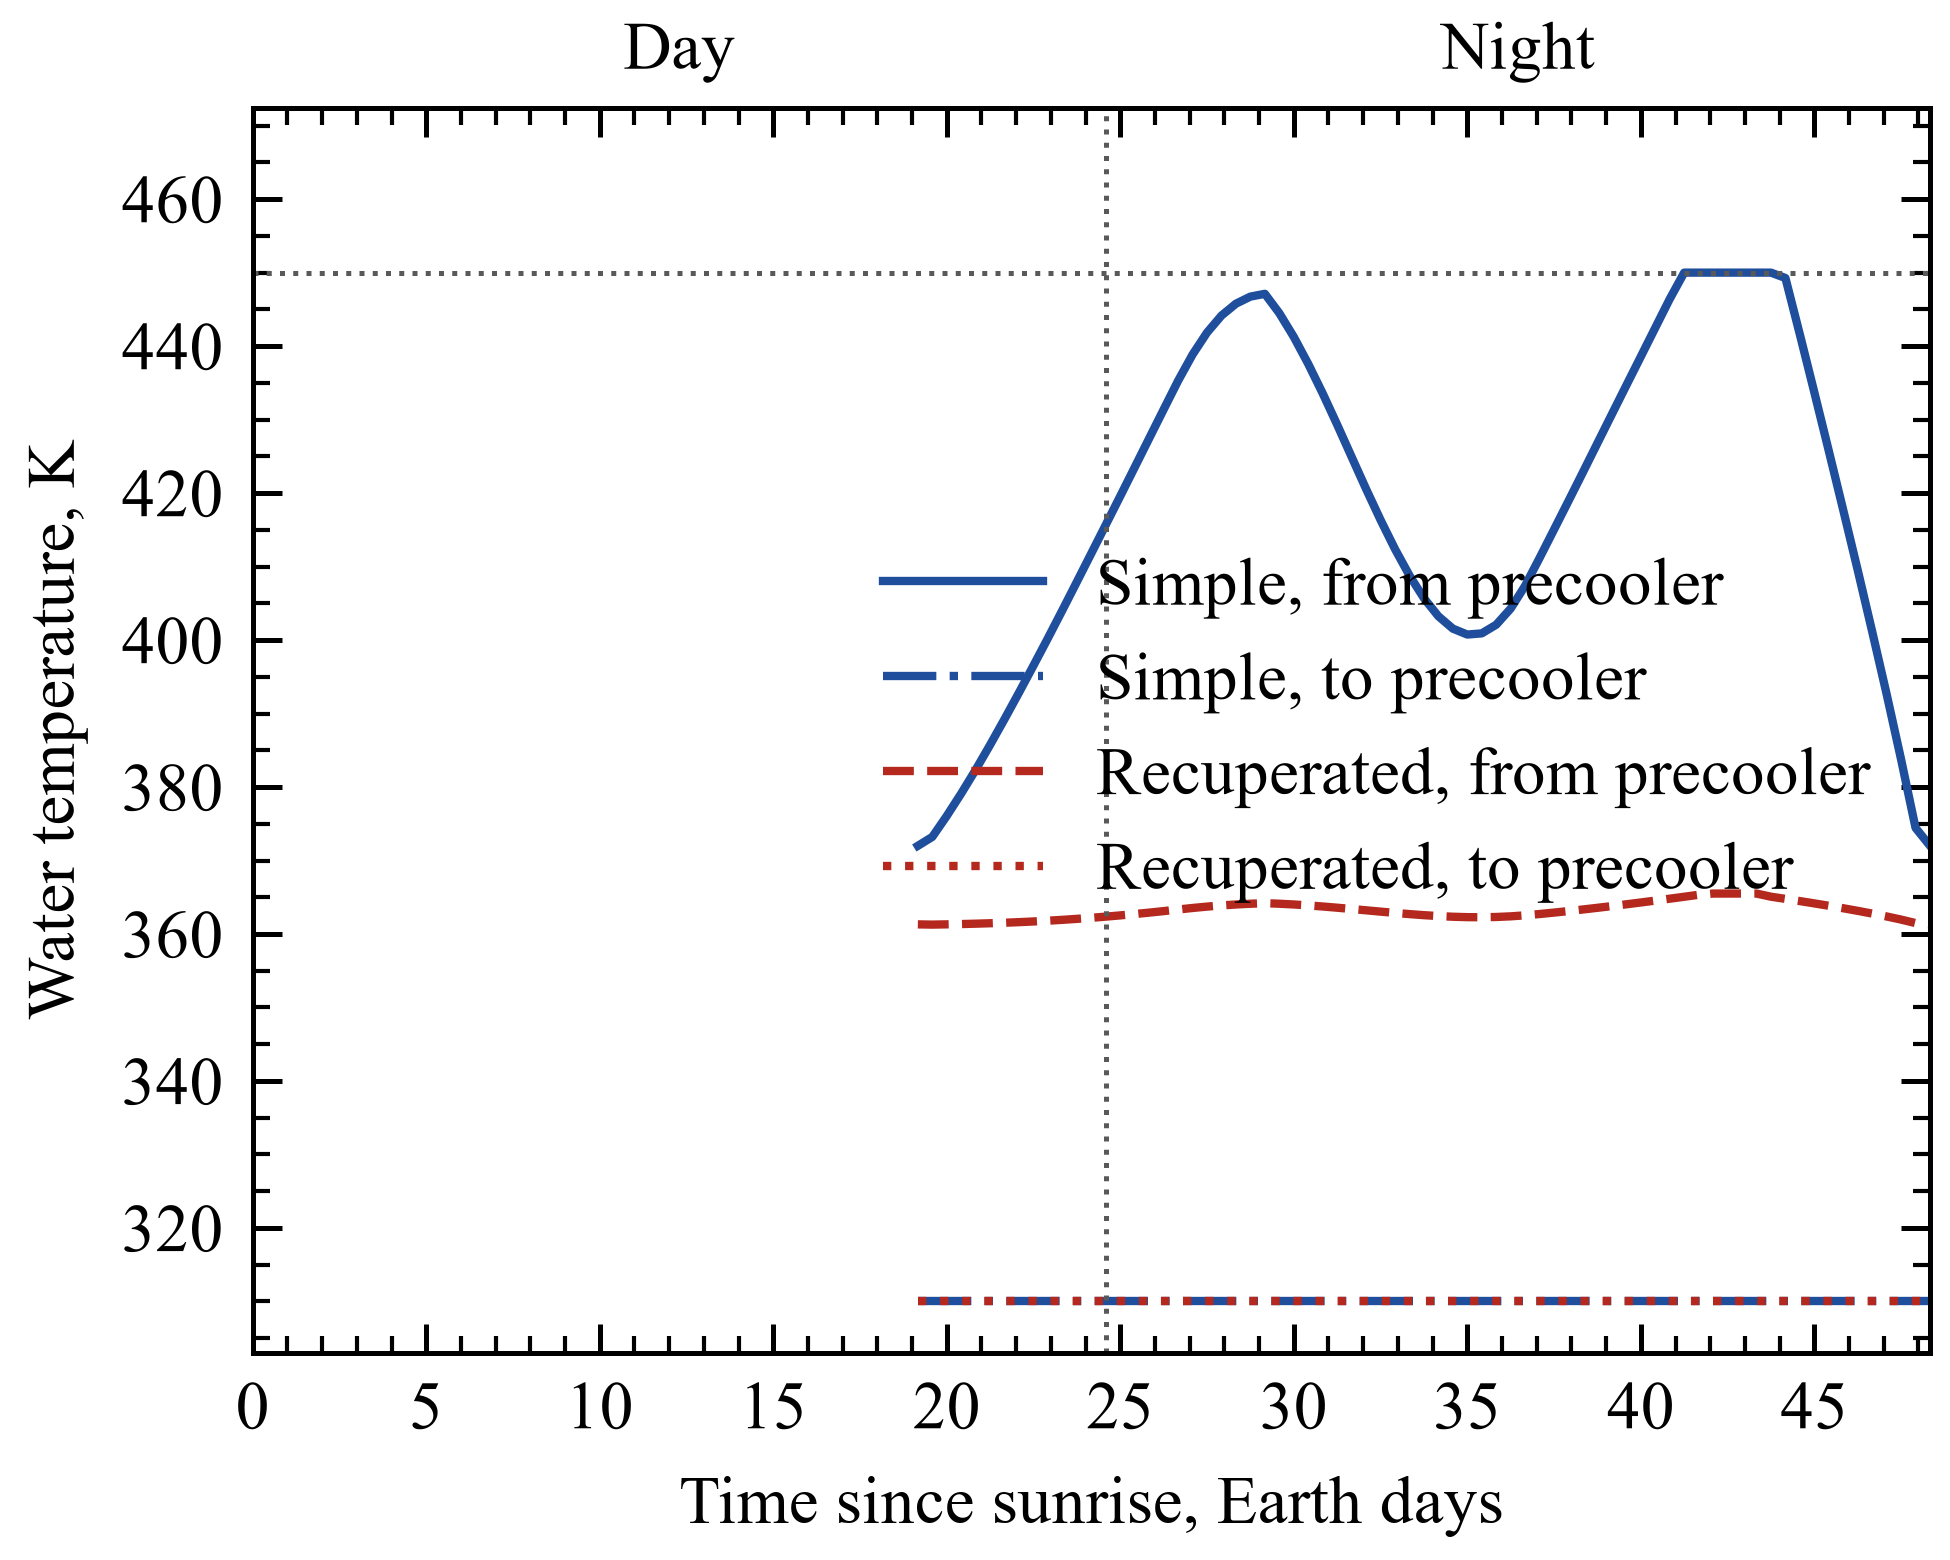 Day Night
460
440
420
400
380
360
340
320
Water temperature, K
Simple, from precooler
Simple, to precooler
Recuperated, from precooler
Recuperated, to precooler
0 5 10 15 20 25 30 35 40 45
Time since sunrise, Earth days